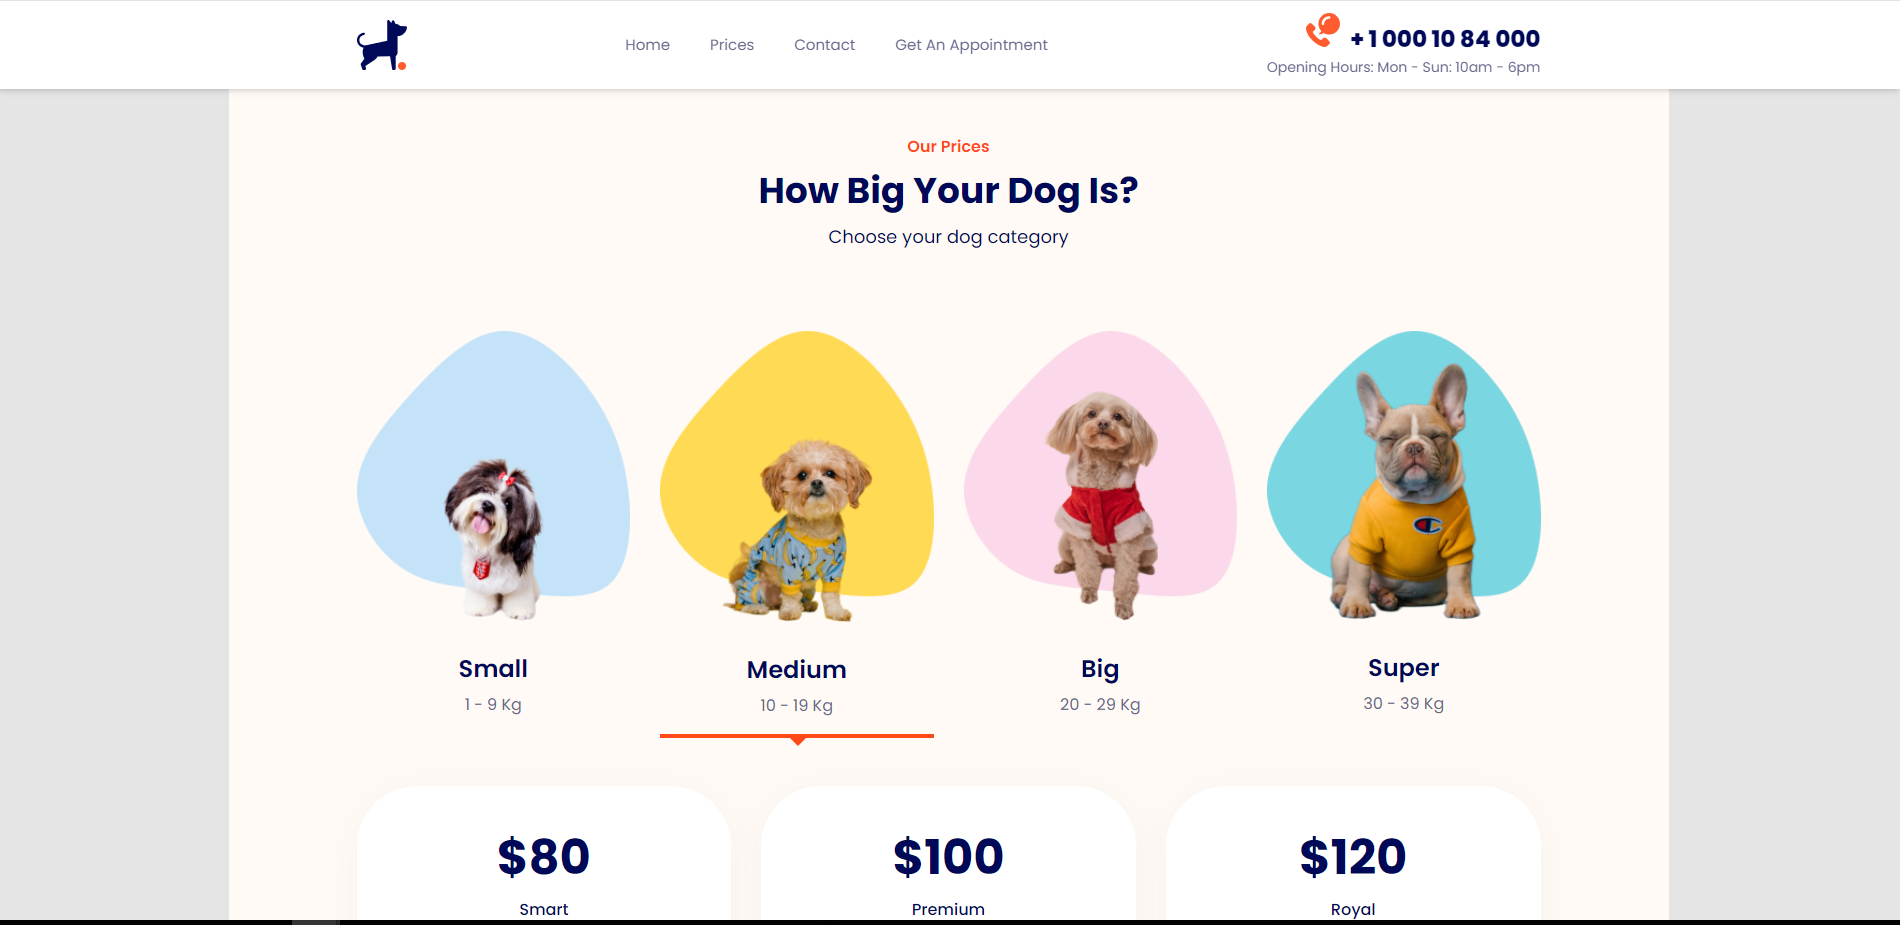 Home Prices Contact Get An Appointment
+ 1 000 10 84 000
Opening Hours: Mon - Sun: 10am - 6pm
Our Prices
How Big Your Dog Is?
Choose your dog category
Small
1 - 9 Kg
Medium
10 - 19 Kg
Big
20 - 29 Kg
Super
30 - 39 Kg
$80
Smart
$100
Premium
$120
Royal